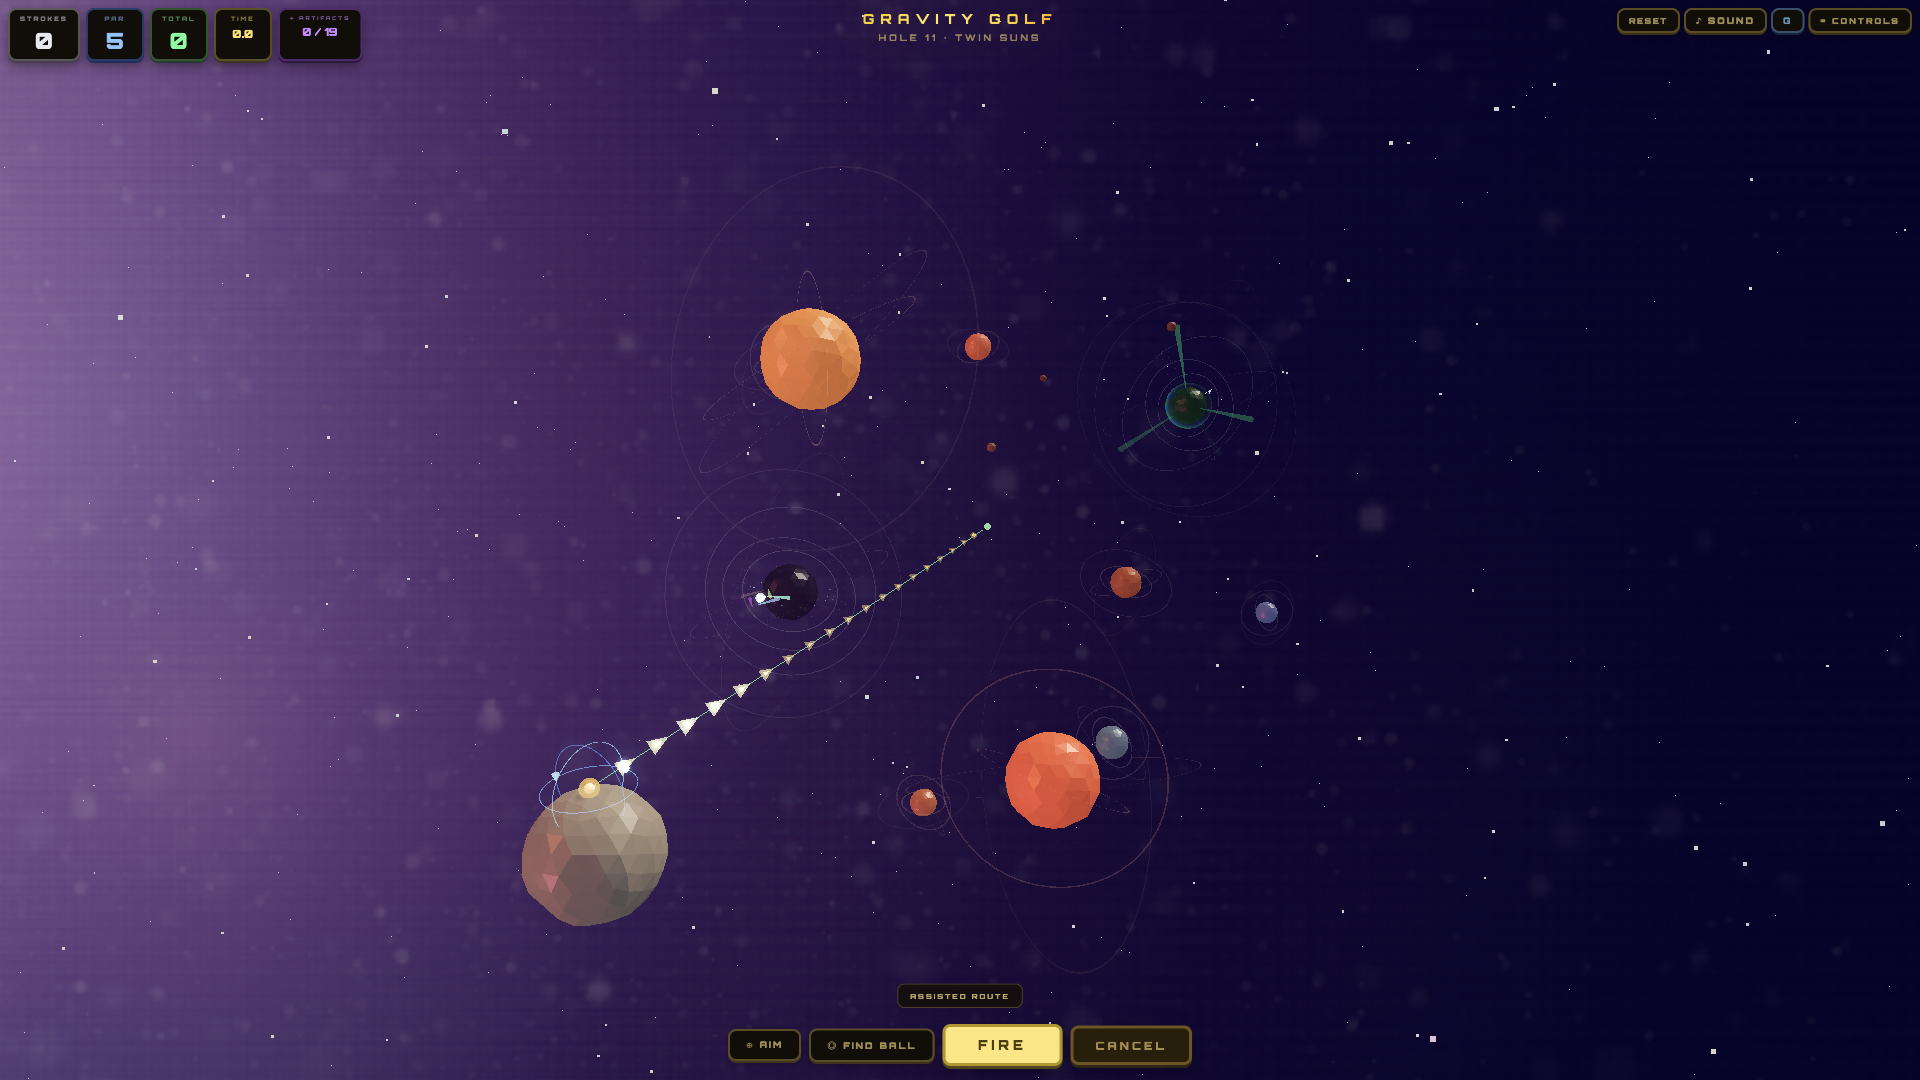 STROKES
0
PAR
5
TOTAL
0
TIME
0.0
ARTIFACTS
0 / 19
GRAVITY GOLF
HOLE 11 · TWIN SUNS
RESET
♪ SOUND
G
CONTROLS
ASSISTED ROUTE
AIM
FIND BALL
FIRE
CANCEL